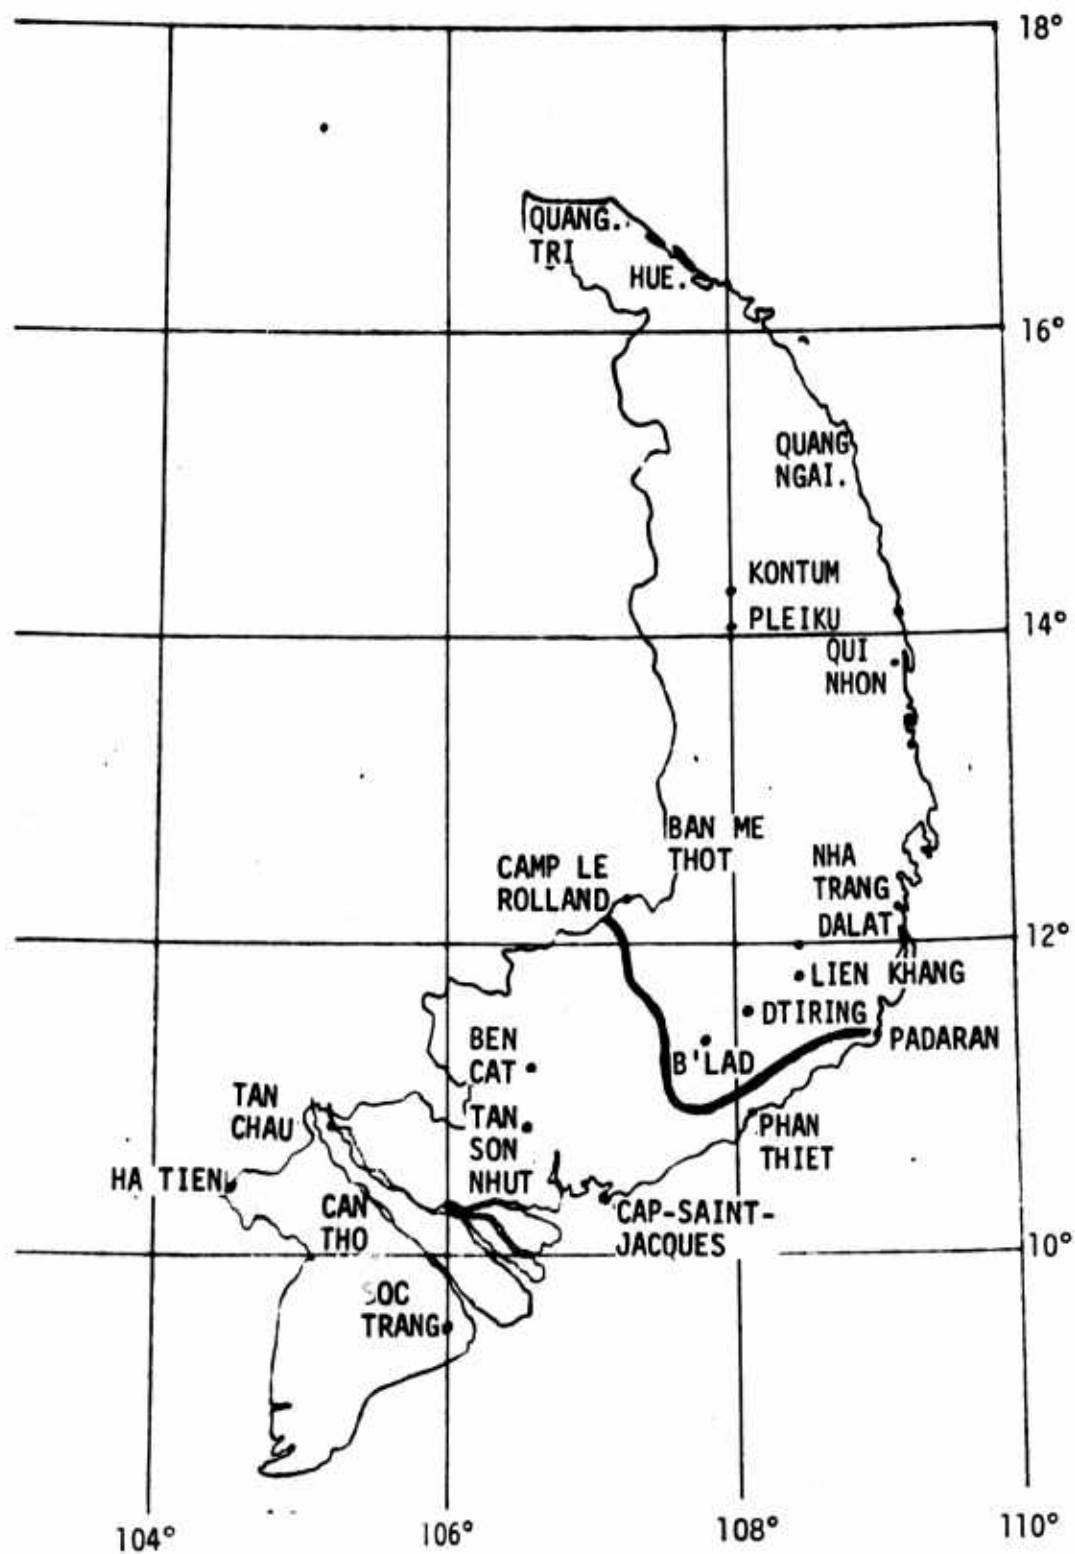 18°
QUANG.
TRI
HUE.
16°
QUANG
NGAI.
KONTUM
PLEIKU
14°
QUI
NHON
BAN ME
THOT
CAMP LE
ROLLAND
NHA
TRANG
DALAT
12°
LIEN KHANG
DTIRING
PADARAN
BEN
CAT
B'LAD
TAN
CHAU
TAN
SON
NHUT
PHAN
THIET
HA TIEN
CAN
THO
CAP-SAINT-
JACQUES
10°
SOC
TRANG
104°
106°
108°
110°